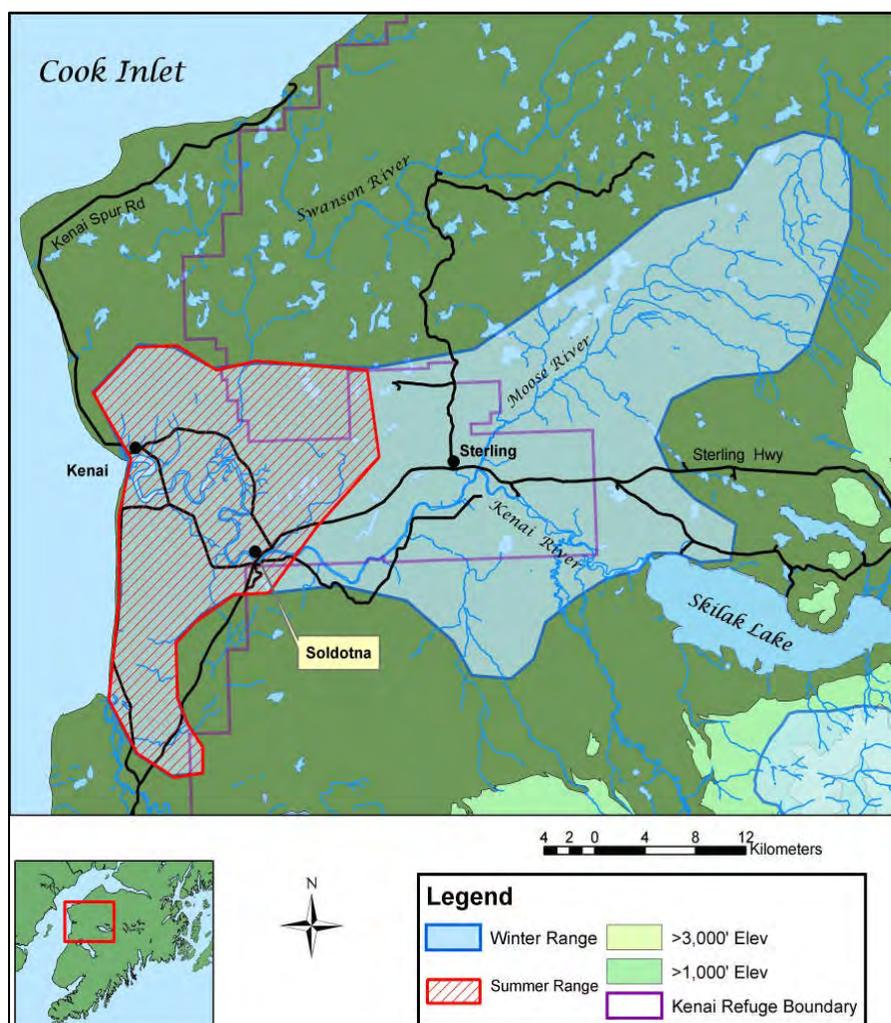 Cook Inlet
Kenai Spur Rd
Swanson River
Moose River
Kenai
Sterling
Sterling Hwy
Kenai River
Skilak Lake
Soldotna
4 2 0 4 8 12
Kilometers
N
Legend
Winter Range
>3,000' Elev
>1,000' Elev
Summer Range
Kenai Refuge Boundary